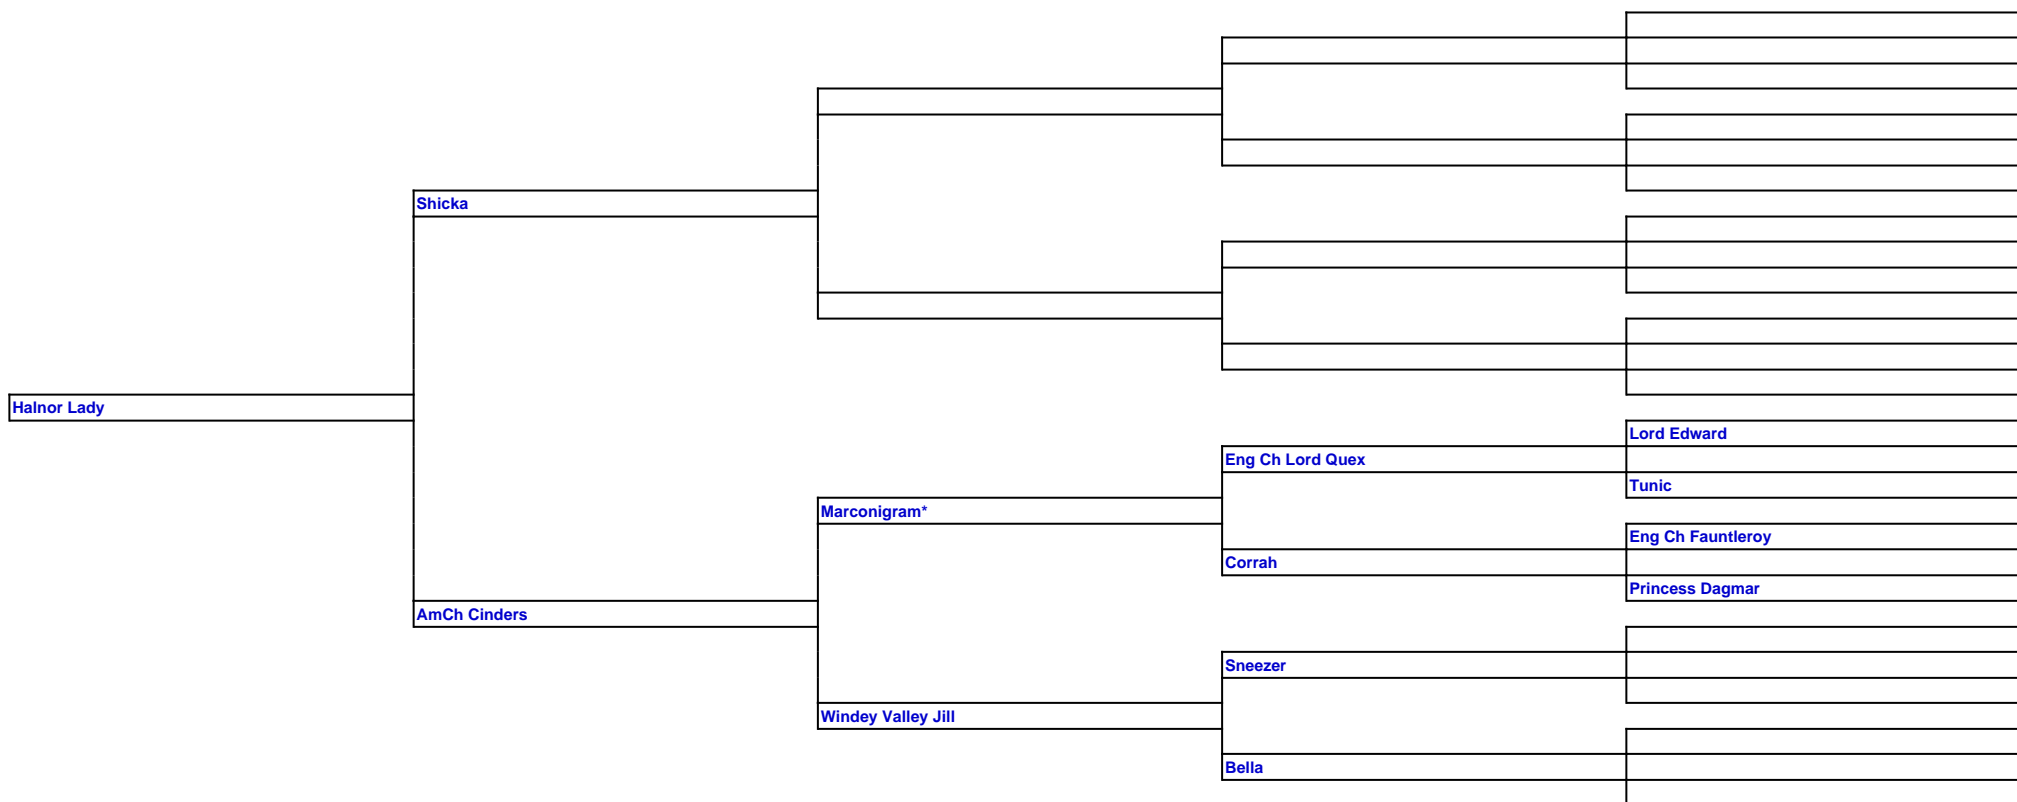 Shicka
Halnor Lady
Lord Edward
Eng Ch Lord Quex
Tunic
Marconigram*
Eng Ch Fauntleroy
Corrah
Princess Dagmar
AmCh Cinders
Sneezer
Windey Valley Jill
Bella